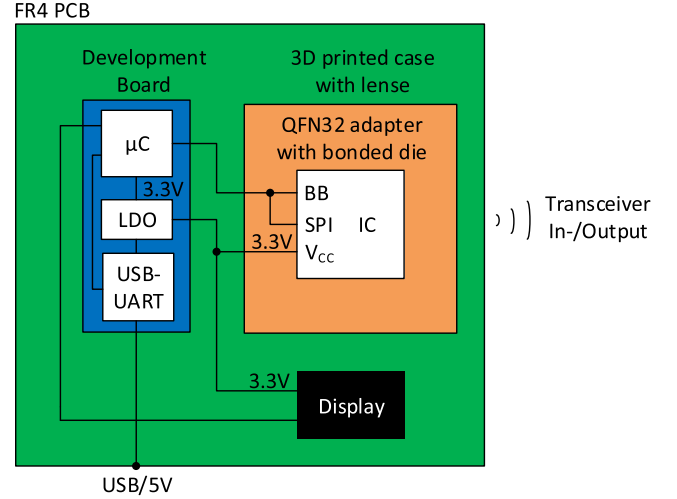 FR4 PCB
Development
Board
3D printed case
with lense
μC
QFN32 adapter
with bonded die
3.3V
BB
LDO
SPI
IC
3.3V
VCC
USB-
UART
Transceiver
In-/Output
3.3V
Display
USB/5V